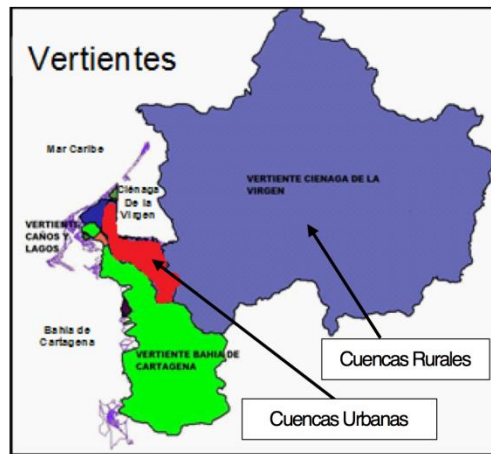 Vertientes
Mar Caribe
Ciénaga
De la
Virgen
VERTIENTE CIENAGA DE LA
VIRGEN
VERTIENTE
CAÑOS Y
LAGOS
Bahía de
Cartagena
VERTIENTE BAHIA DE
CARTAGENA
Cuencas Rurales
Cuencas Urbanas